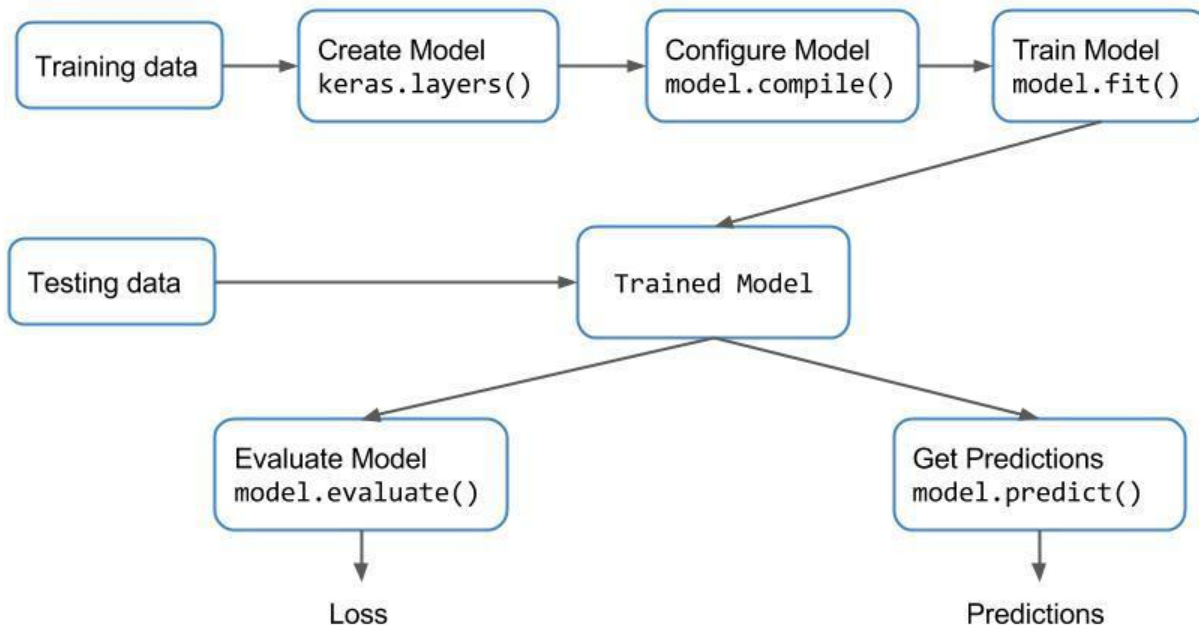 Training data
Create Model
keras.layers()
Configure Model
model.compile()
Train Model
model.fit()
Testing data
Trained Model
Evaluate Model
model.evaluate()
Get Predictions
model.predict()
Loss
Predictions